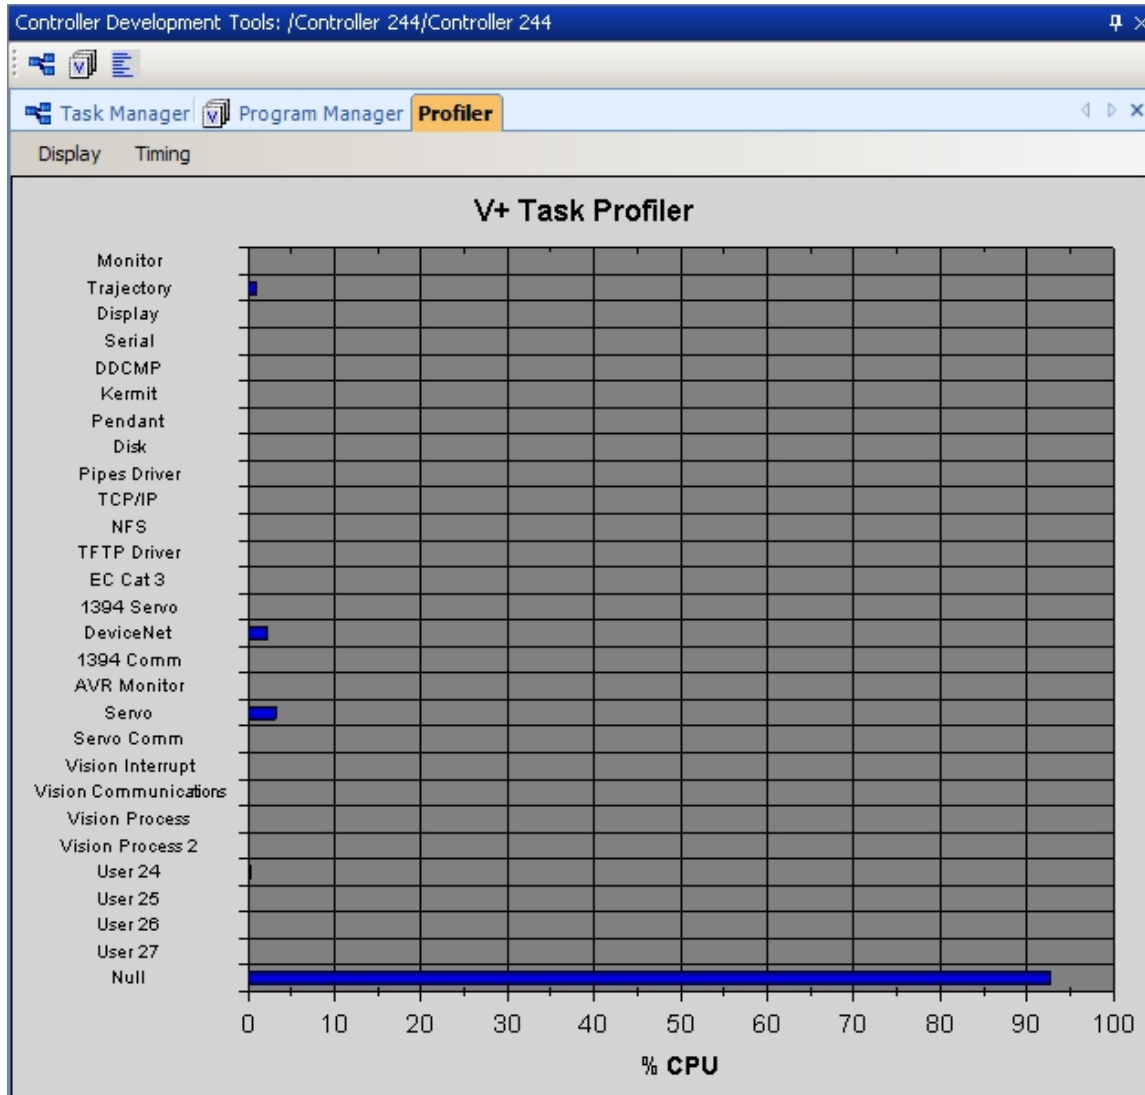 Controller Development Tools: /Controller 244/Controller 244
Task Manager Program Manager Profiler
Display Timing
V+ Task Profiler
Monitor
Trajectory
Display
Serial
DDCMP
Kermit
Pendant
Disk
Pipes Driver
TCP/IP
NFS
TFTP Driver
EC Cat 3
1394 Servo
DeviceNet
1394 Comm
AVR Monitor
Servo
Servo Comm
Vision Interrupt
Vision Communications
Vision Process
Vision Process 2
User 24
User 25
User 26
User 27
Null
0 10 20 30 40 50 60 70 80 90 100
% CPU